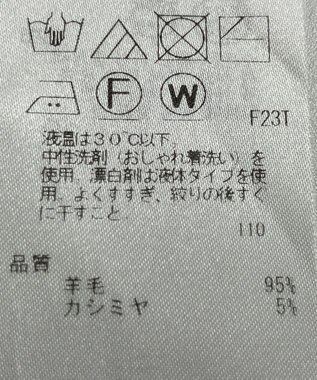 F W
F23T
液温は30℃以下、
中性洗剤（おしゃれ着洗い）を
使用、漂白剤は液体タイプを使
用、よくすすぎ、絞りの後すぐ
に干すこと。
110
品質
羊毛 95%
カシミヤ 5%